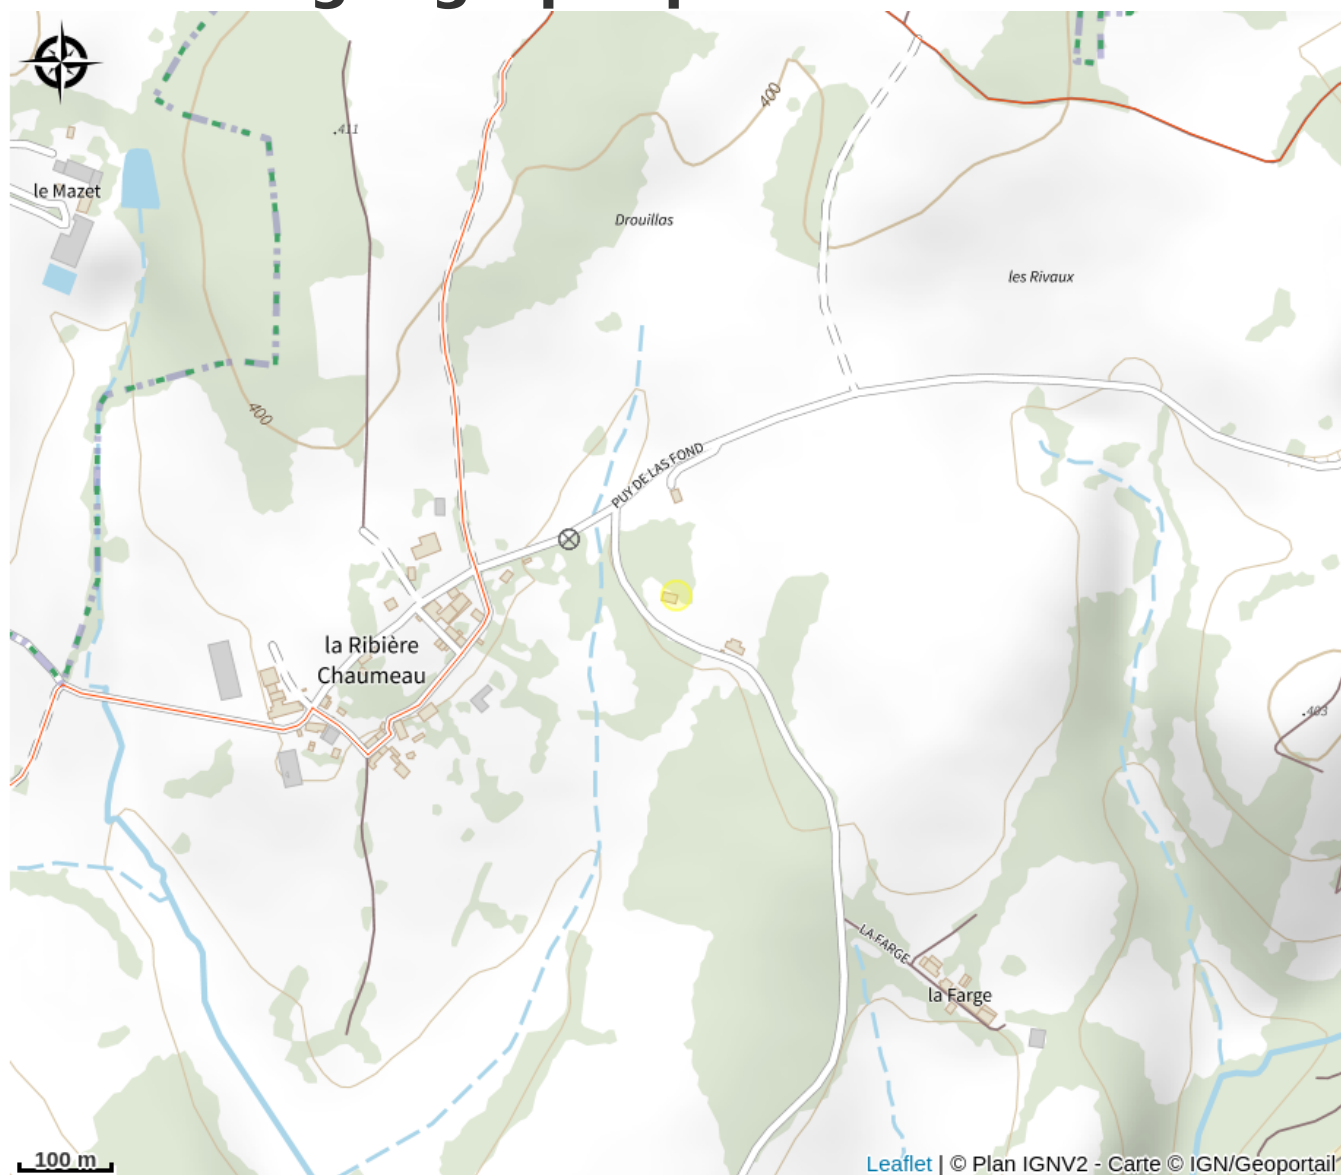 400
.411
le Mazet
Drouillas
les Rivaux
400
PUY DE LAS FOND
la Ribière
Chaumeau
.403
LA FARGE
la Farge
100 m
Leaflet | © Plan IGNV2 - Carte © IGN/Geoportail